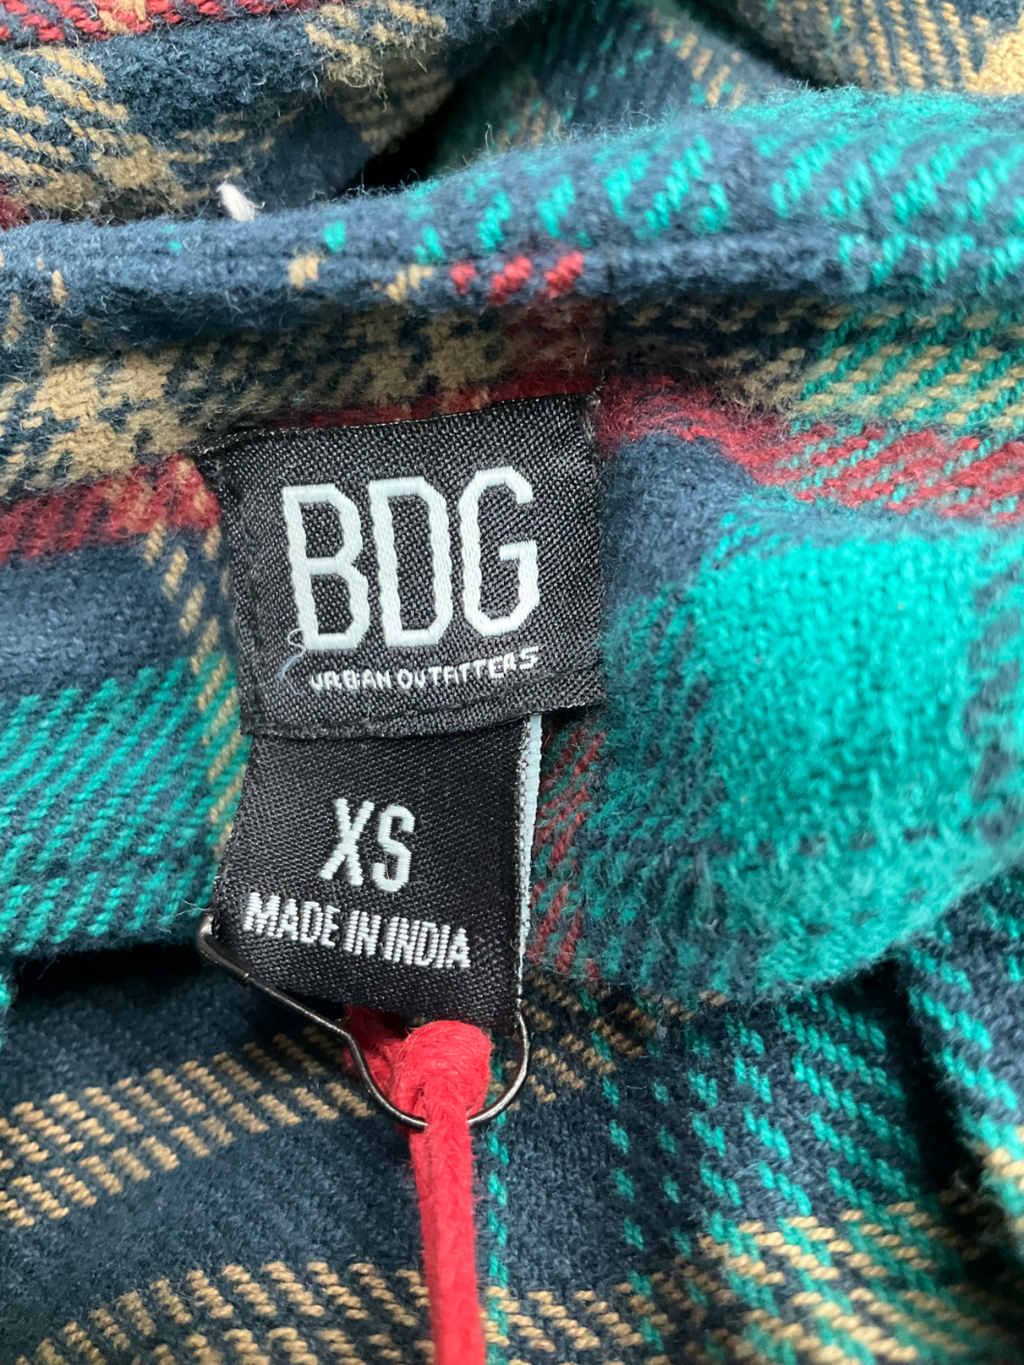 BDG
URBAN OUTFITTERS
XS
MADE IN INDIA